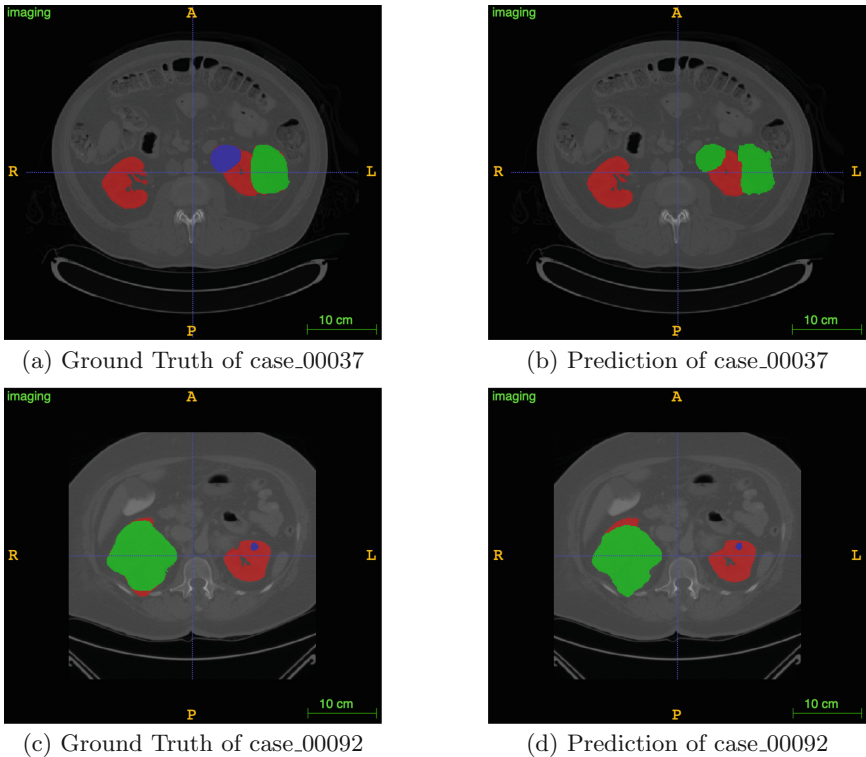 imaging
A
R
L
10 cm
P
imaging
A
R
L
10 cm
P
(a) Ground Truth of case_00037
(b) Prediction of case_00037
imaging
A
R
L
10 cm
P
imaging
A
R
L
10 cm
P
(c) Ground Truth of case_00092
(d) Prediction of case_00092